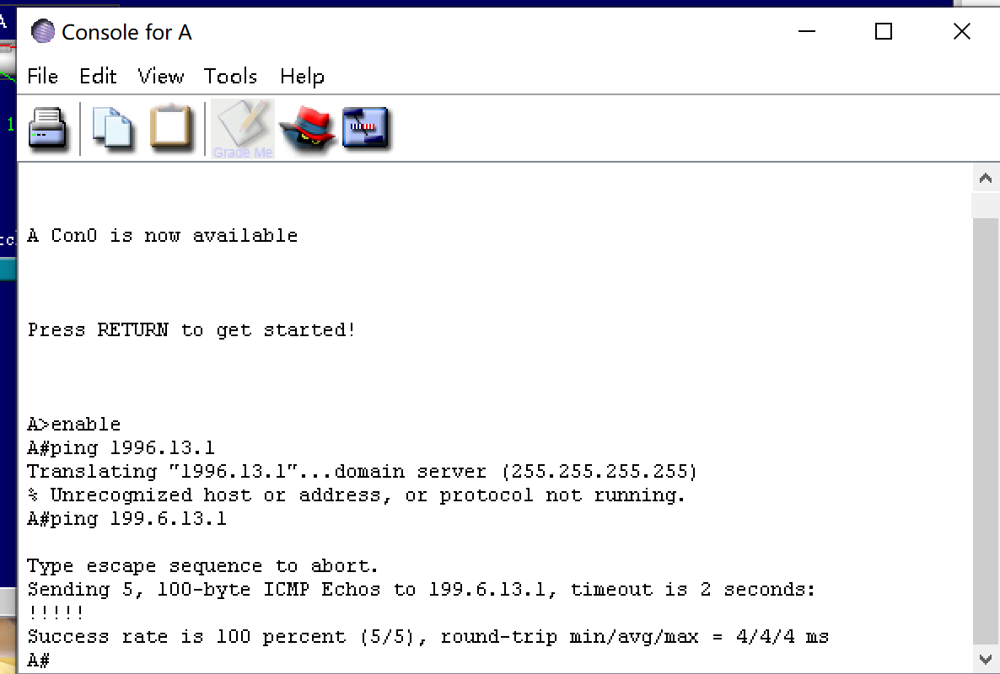 A
Console for A
File Edit View Tools Help
Grade Me
1
A Con0 is now available
Press RETURN to get started!
A>enable
A#ping 1996.13.1
Translating "1996.13.1"...domain server (255.255.255.255)
% Unrecognized host or address, or protocol not running.
A#ping 199.6.13.1
Type escape sequence to abort.
Sending 5, 100-byte ICMP Echos to 199.6.13.1, timeout is 2 seconds:
!!!!!
Success rate is 100 percent (5/5), round-trip min/avg/max = 4/4/4 ms
A#